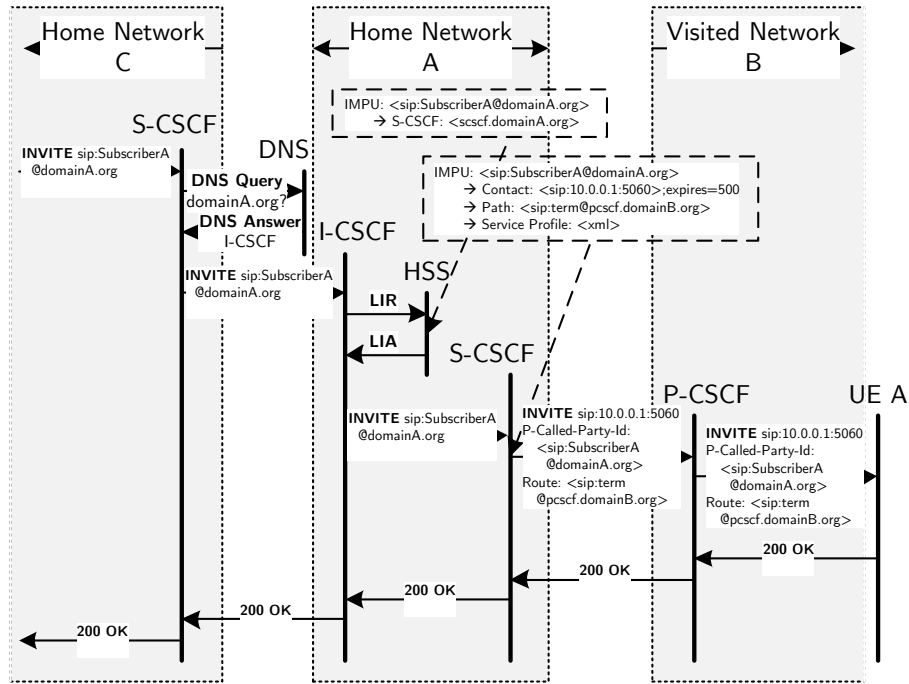 Home Network
C
Home Network
A
Visited Network
B
IMPU: <sip:SubscriberA@domainA.org>
→ S-CSCF: <scscf.domainA.org>
S-CSCF
DNS
INVITE sip:SubscriberA
@domainA.org
DNS Query
domainA.org?
DNS Answer
I-CSCF
IMPU: <sip:SubscriberA@domainA.org>
→ Contact: <sip:10.0.0.1:5060>;expires=500
→ Path: <sip:term@pcscf.domainB.org>
→ Service Profile: <xml>
I-CSCF
HSS
INVITE sip:SubscriberA
@domainA.org
LIR
LIA
S-CSCF
P-CSCF
UE A
INVITE sip:SubscriberA
@domainA.org
INVITE sip:10.0.0.1:5060
P-Called-Party-Id:
<sip:SubscriberA
@domainA.org>
Route: <sip:term
@pcscf.domainB.org>
INVITE sip:10.0.0.1:5060
P-Called-Party-Id:
<sip:SubscriberA
@domainA.org>
Route: <sip:term
@pcscf.domainB.org>
200 OK
200 OK
200 OK
200 OK
200 OK